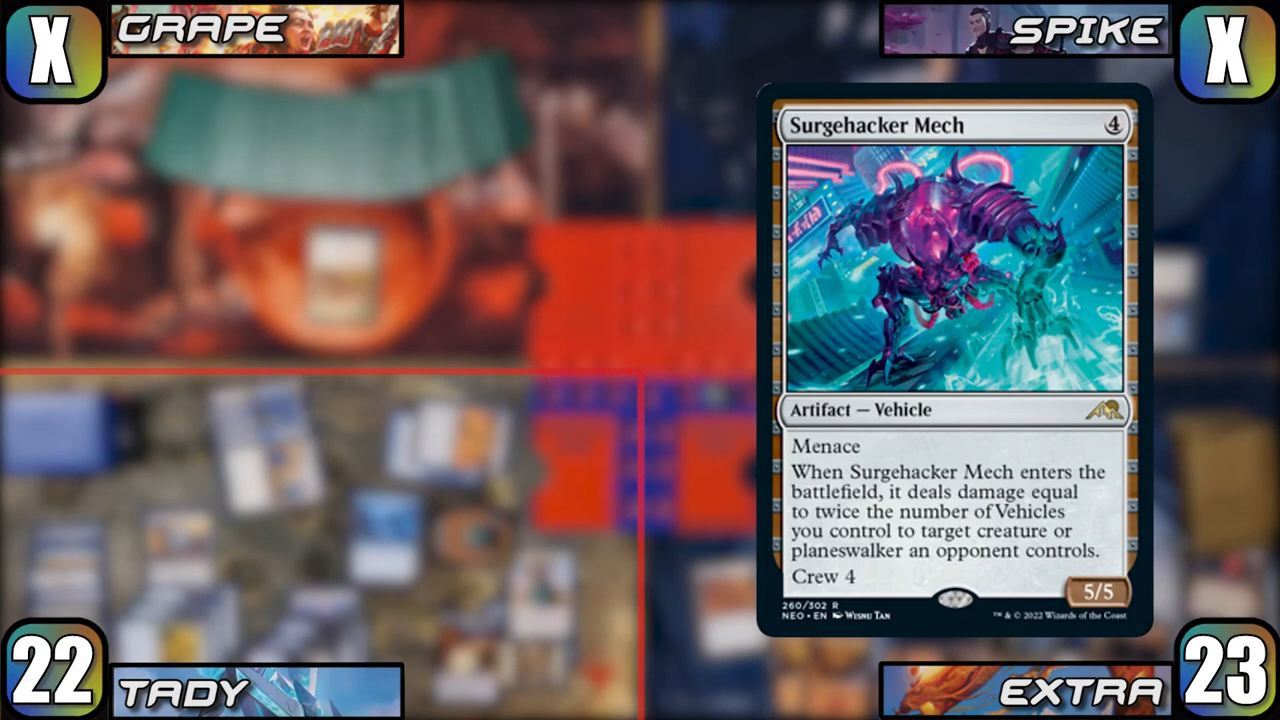 X
GRAPE
SPIKE
X
Surgehacker Mech 4
Artifact — Vehicle
Menace
When Surgehacker Mech enters the
battlefield, it deals damage equal
to twice the number of Vehicles
you control to target creature or
planeswalker an opponent controls.
Crew 4
5/5
260/302 R
NEO • EN Wisnu Tan
™ & © 2022 Wizards of the Coast
22
TADY
EXTRA
23